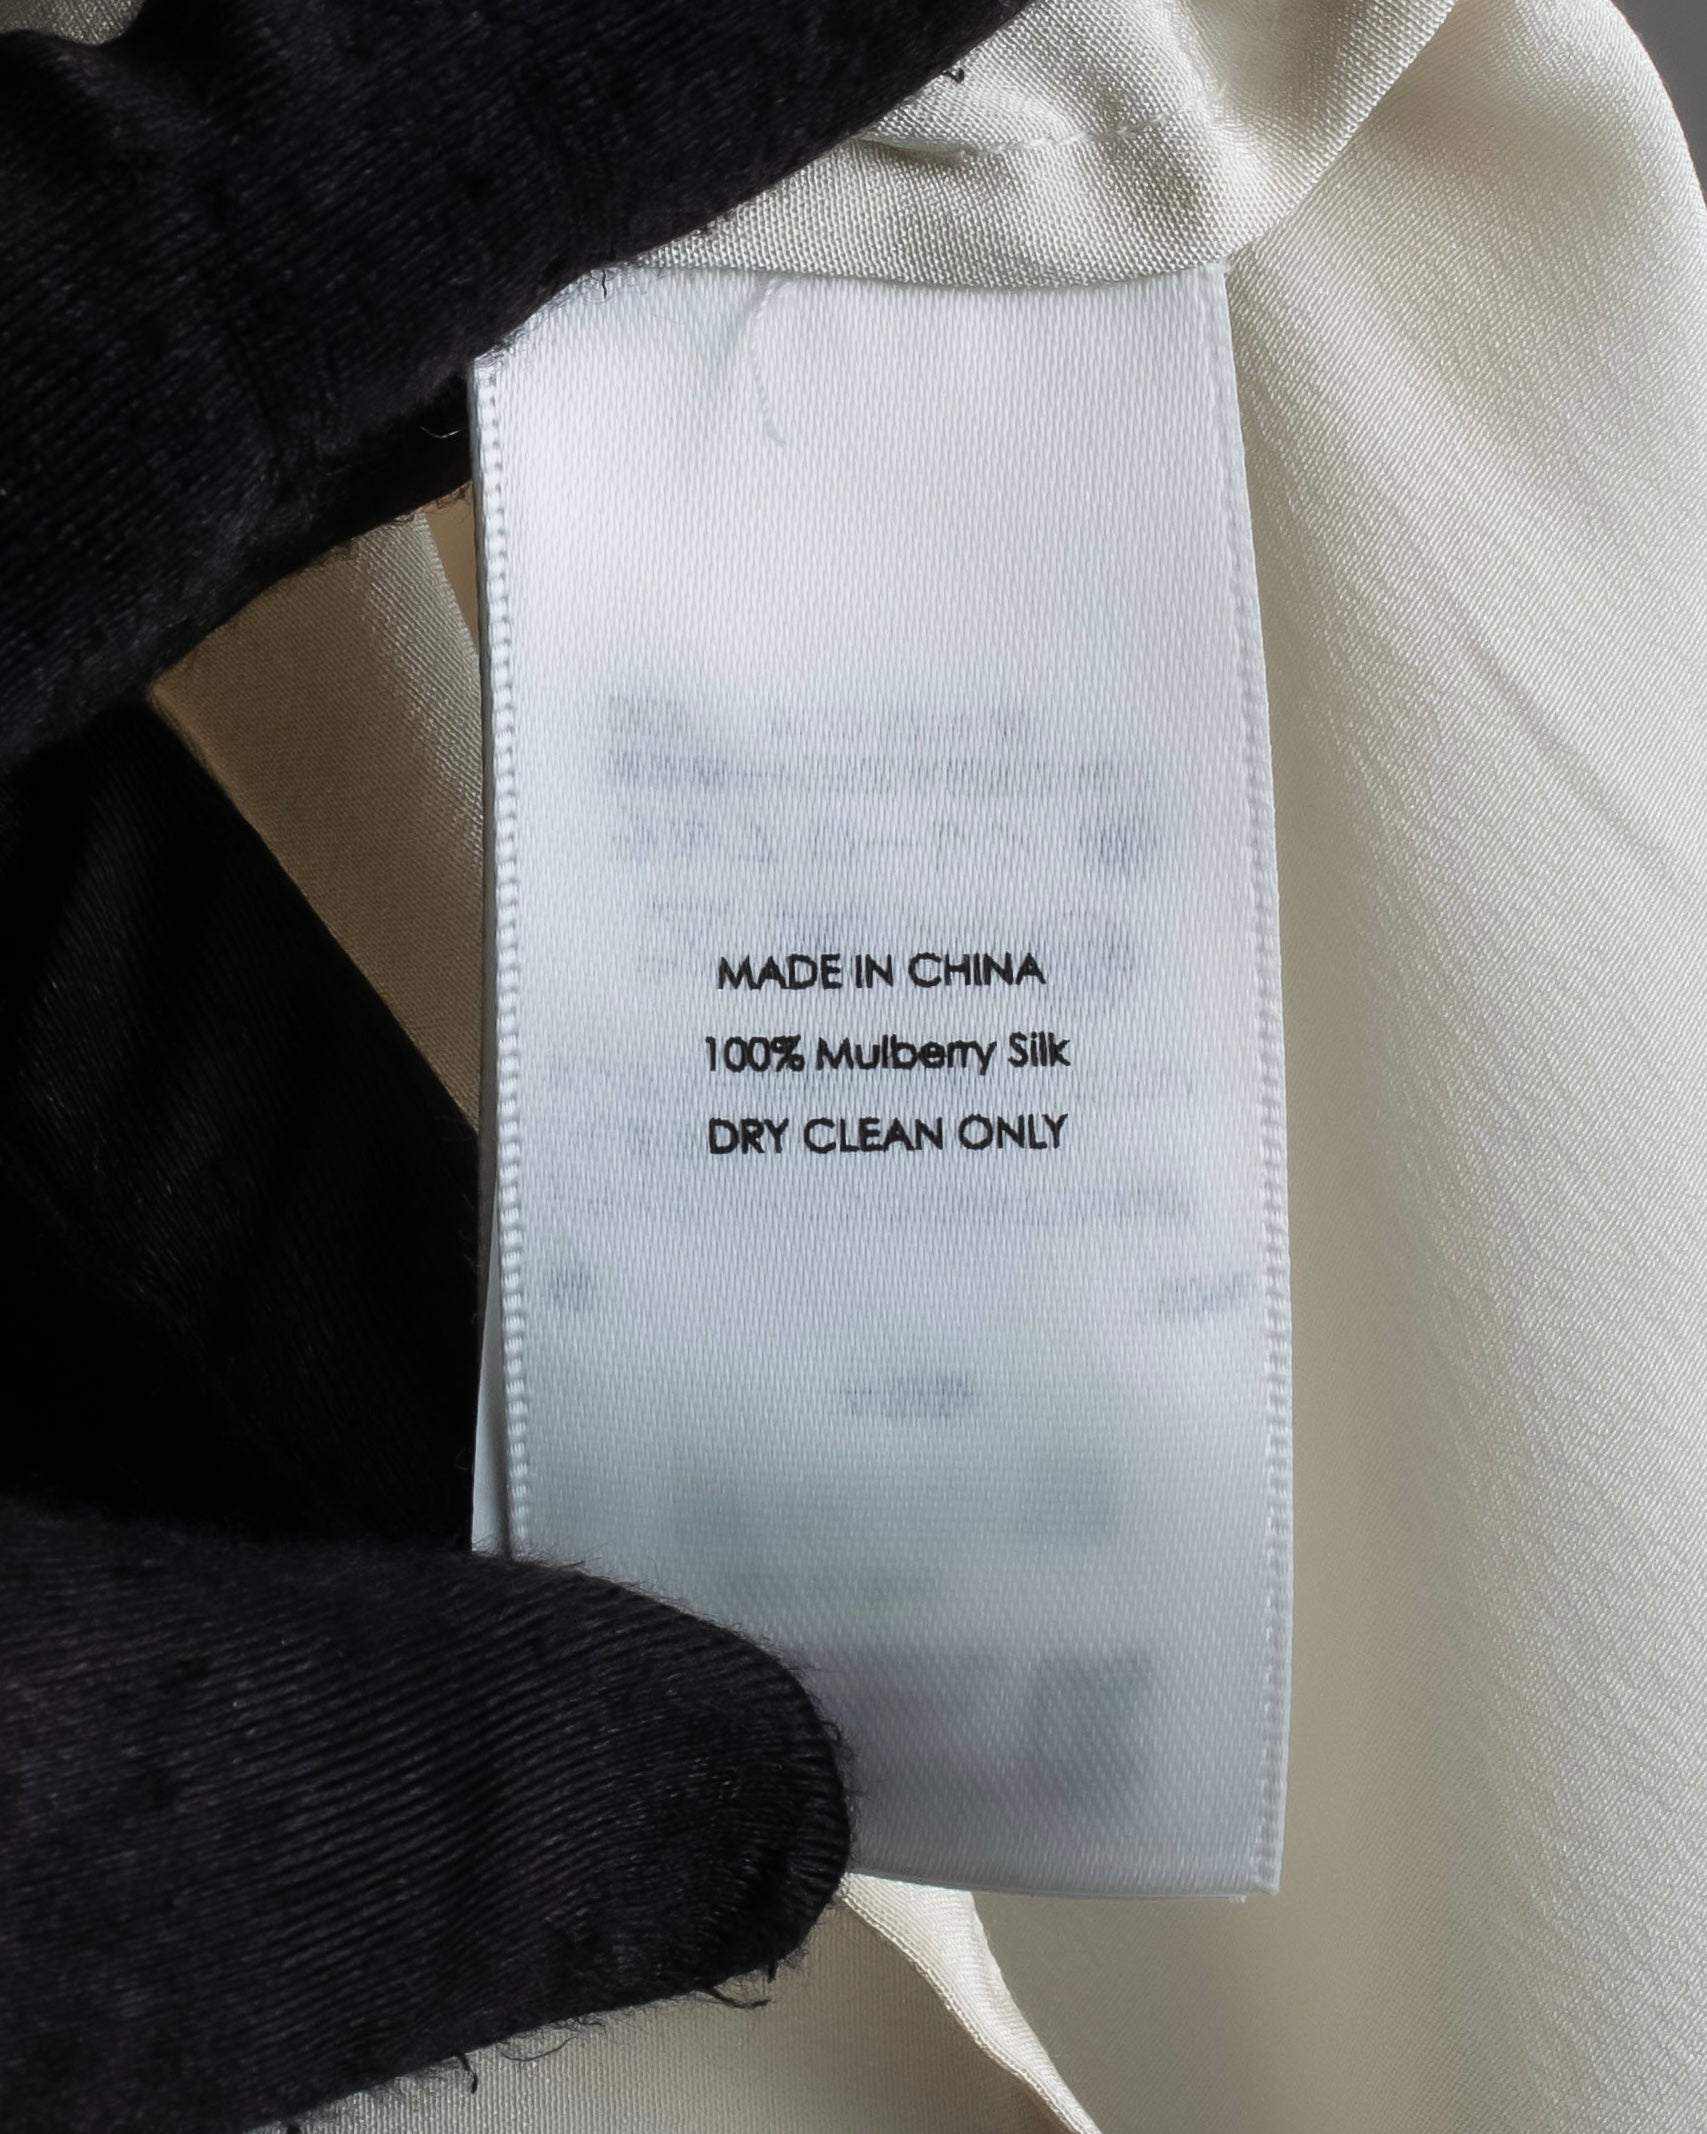 MADE IN CHINA
100% Mulberry Silk
DRY CLEAN ONLY